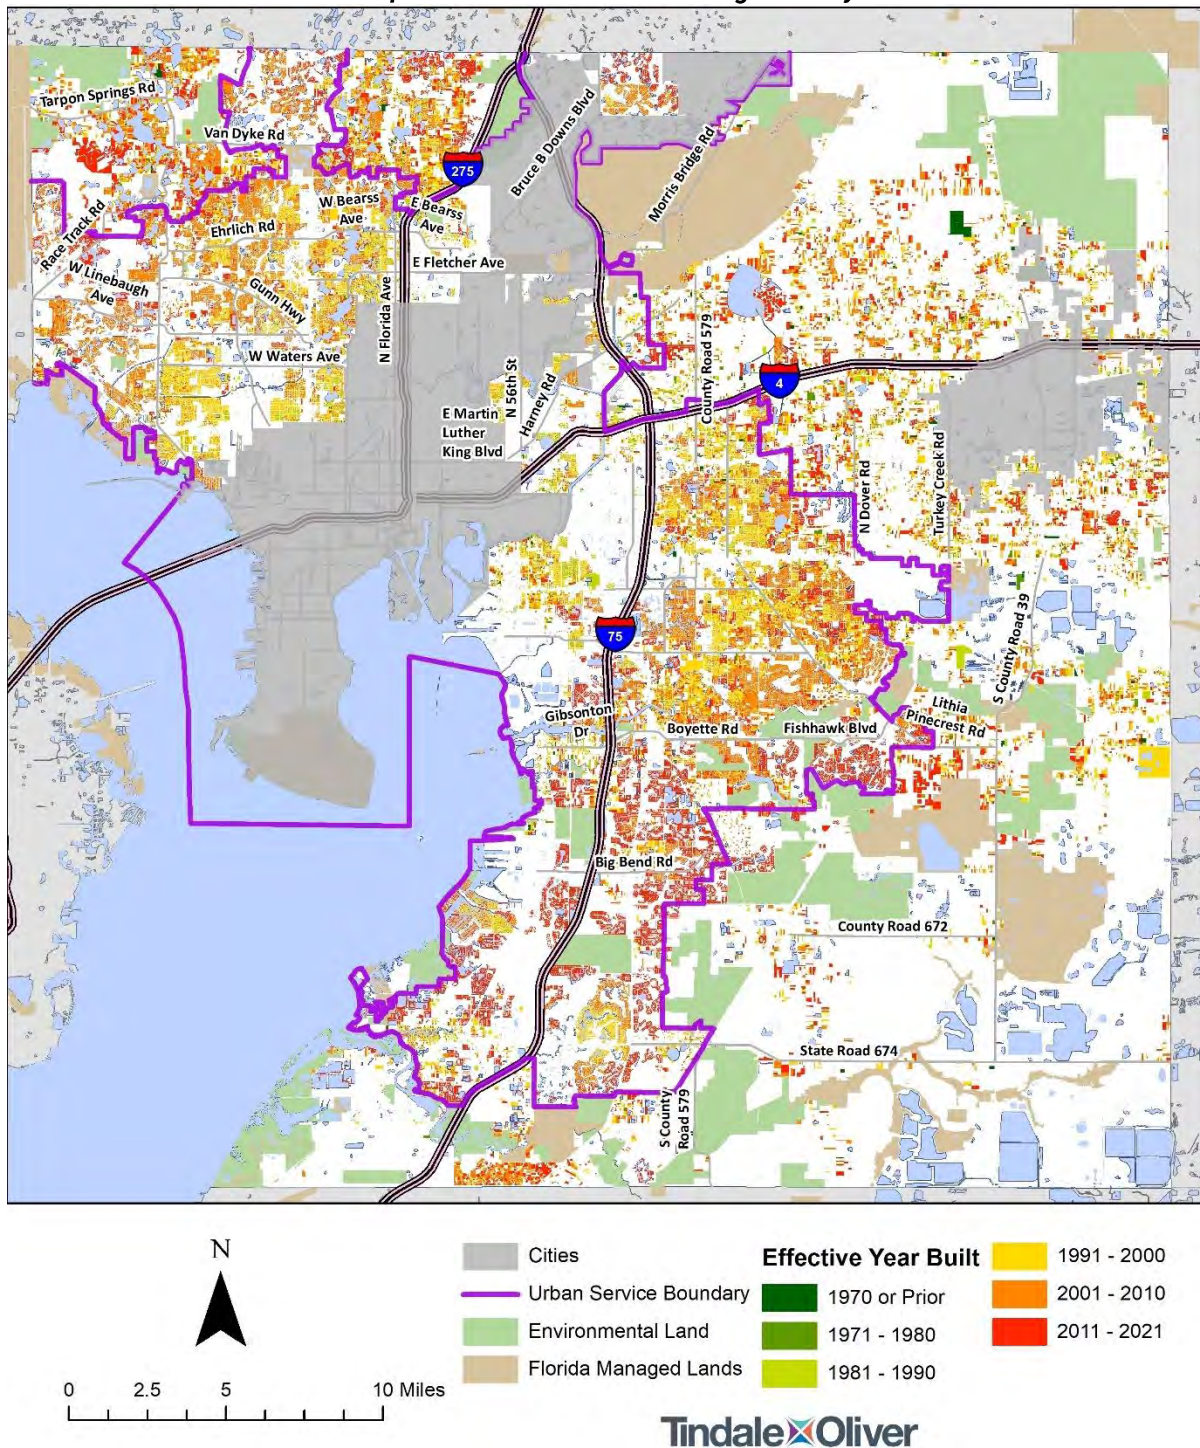 Tarpon Springs Rd
Van Dyke Rd
275
Bruce B Downs Blvd
Morris Bridge Rd
W Bearss
Ave
E Bearss
Ave
Race Track Rd
Ehrlich Rd
E Fletcher Ave
W Linebaugh
Ave
Gunn Hwy
N Florida Ave
W Waters Ave
N 56th St
Harney Rd
County Road 579
4
E Martin
Luther
King Blvd
N Dover Rd
Turkey Creek Rd
75
S County Road 39
Gibsonton
Dr
Boyette Rd
Fishhawk Blvd
Lithia
Pinecrest Rd
Big Bend Rd
County Road 672
State Road 674
S County
Road 579
N
0 2.5 5 10 Miles
Cities
Urban Service Boundary
Environmental Land
Florida Managed Lands
Effective Year Built
1970 or Prior
1971 - 1980
1981 - 1990
1991 - 2000
2001 - 2010
2011 - 2021
Tindale Oliver